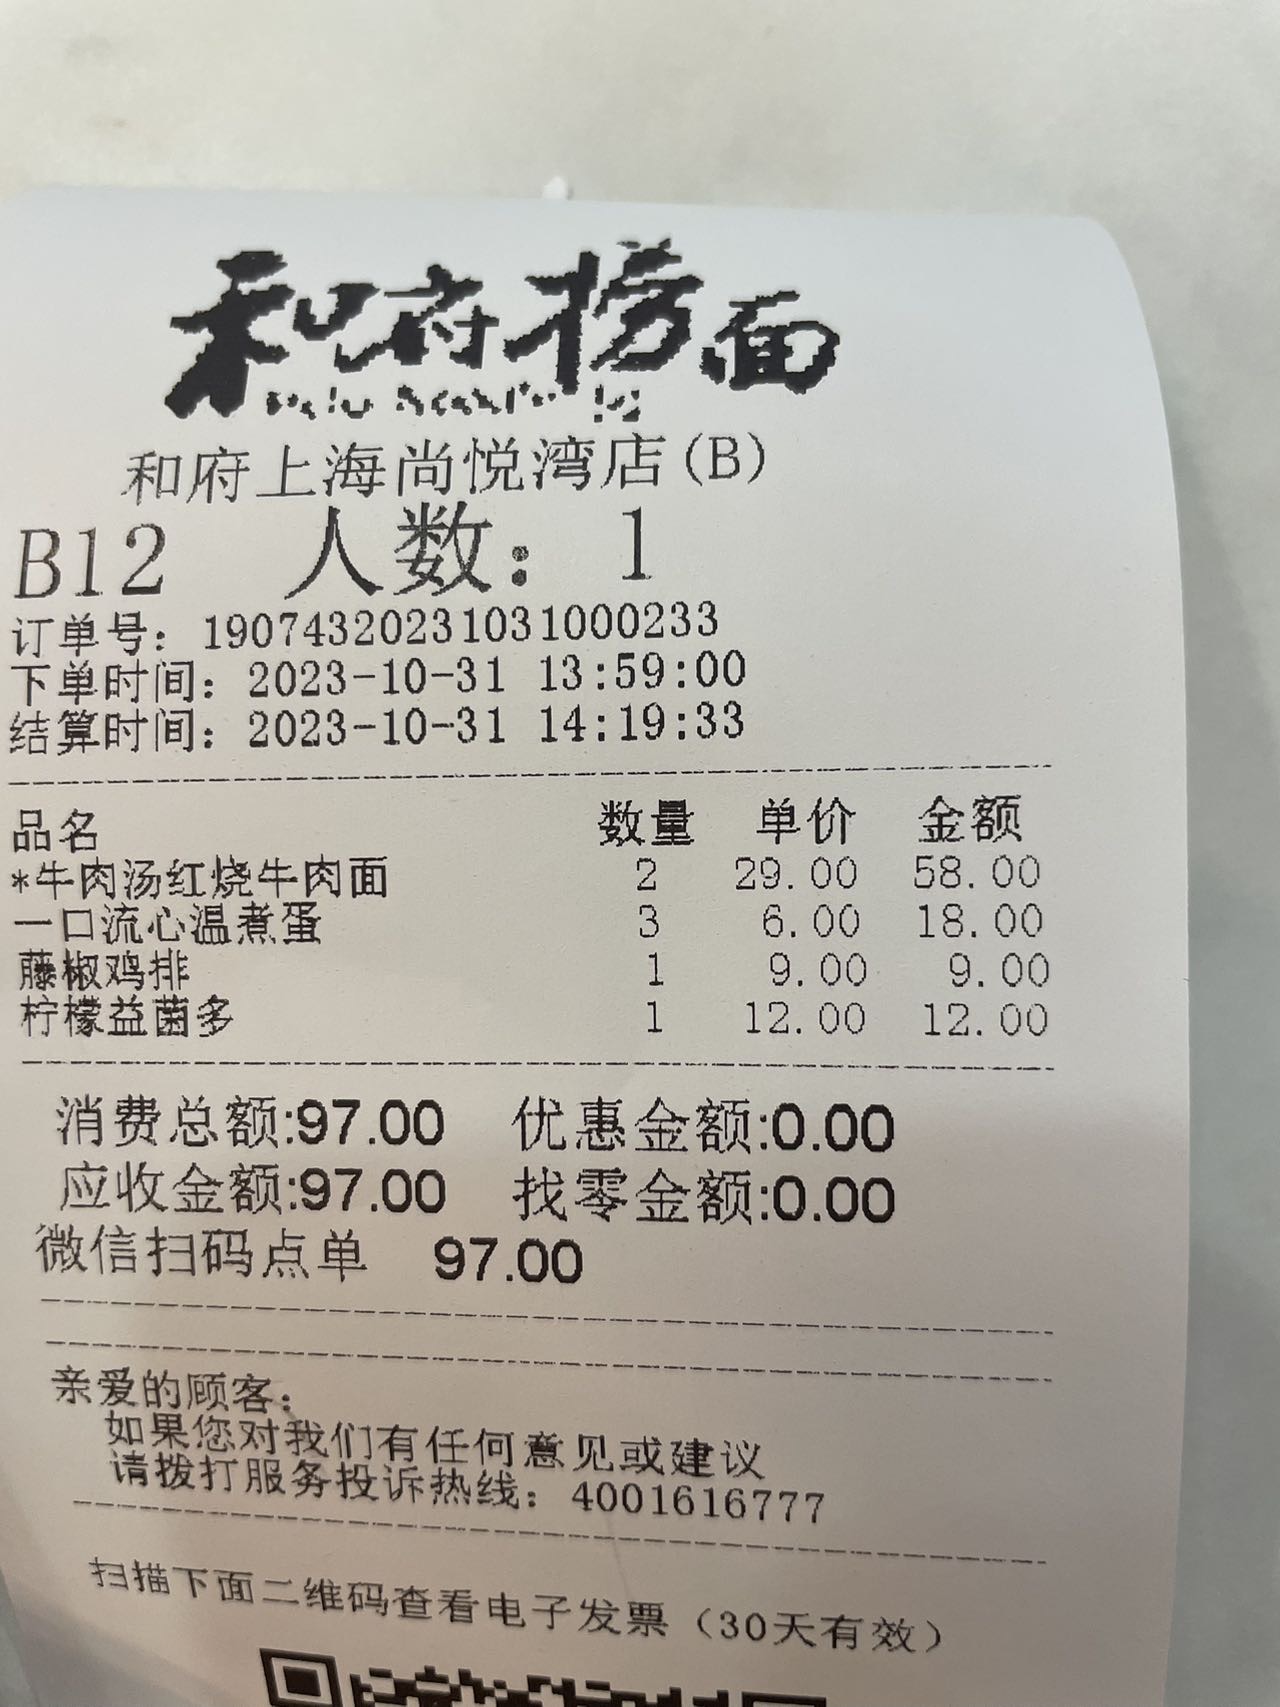 和府捞面
和府上海尚悦湾店(B)
B12 人数：1
订单号：19074320231031000233
下单时间：2023-10-31 13:59:00
结算时间：2023-10-31 14:19:33
品名 数量 单价 金额
*牛肉汤红烧牛肉面 2 29.00 58.00
一口流心温煮蛋 3 6.00 18.00
藤椒鸡排 1 9.00 9.00
柠檬益菌多 1 12.00 12.00
消费总额:97.00 优惠金额:0.00
应收金额:97.00 找零金额:0.00
微信扫码点单 97.00
亲爱的顾客：
如果您对我们有任何意见或建议
请拨打服务投诉热线：4001616777
扫描下面二维码查看电子发票（30天有效）